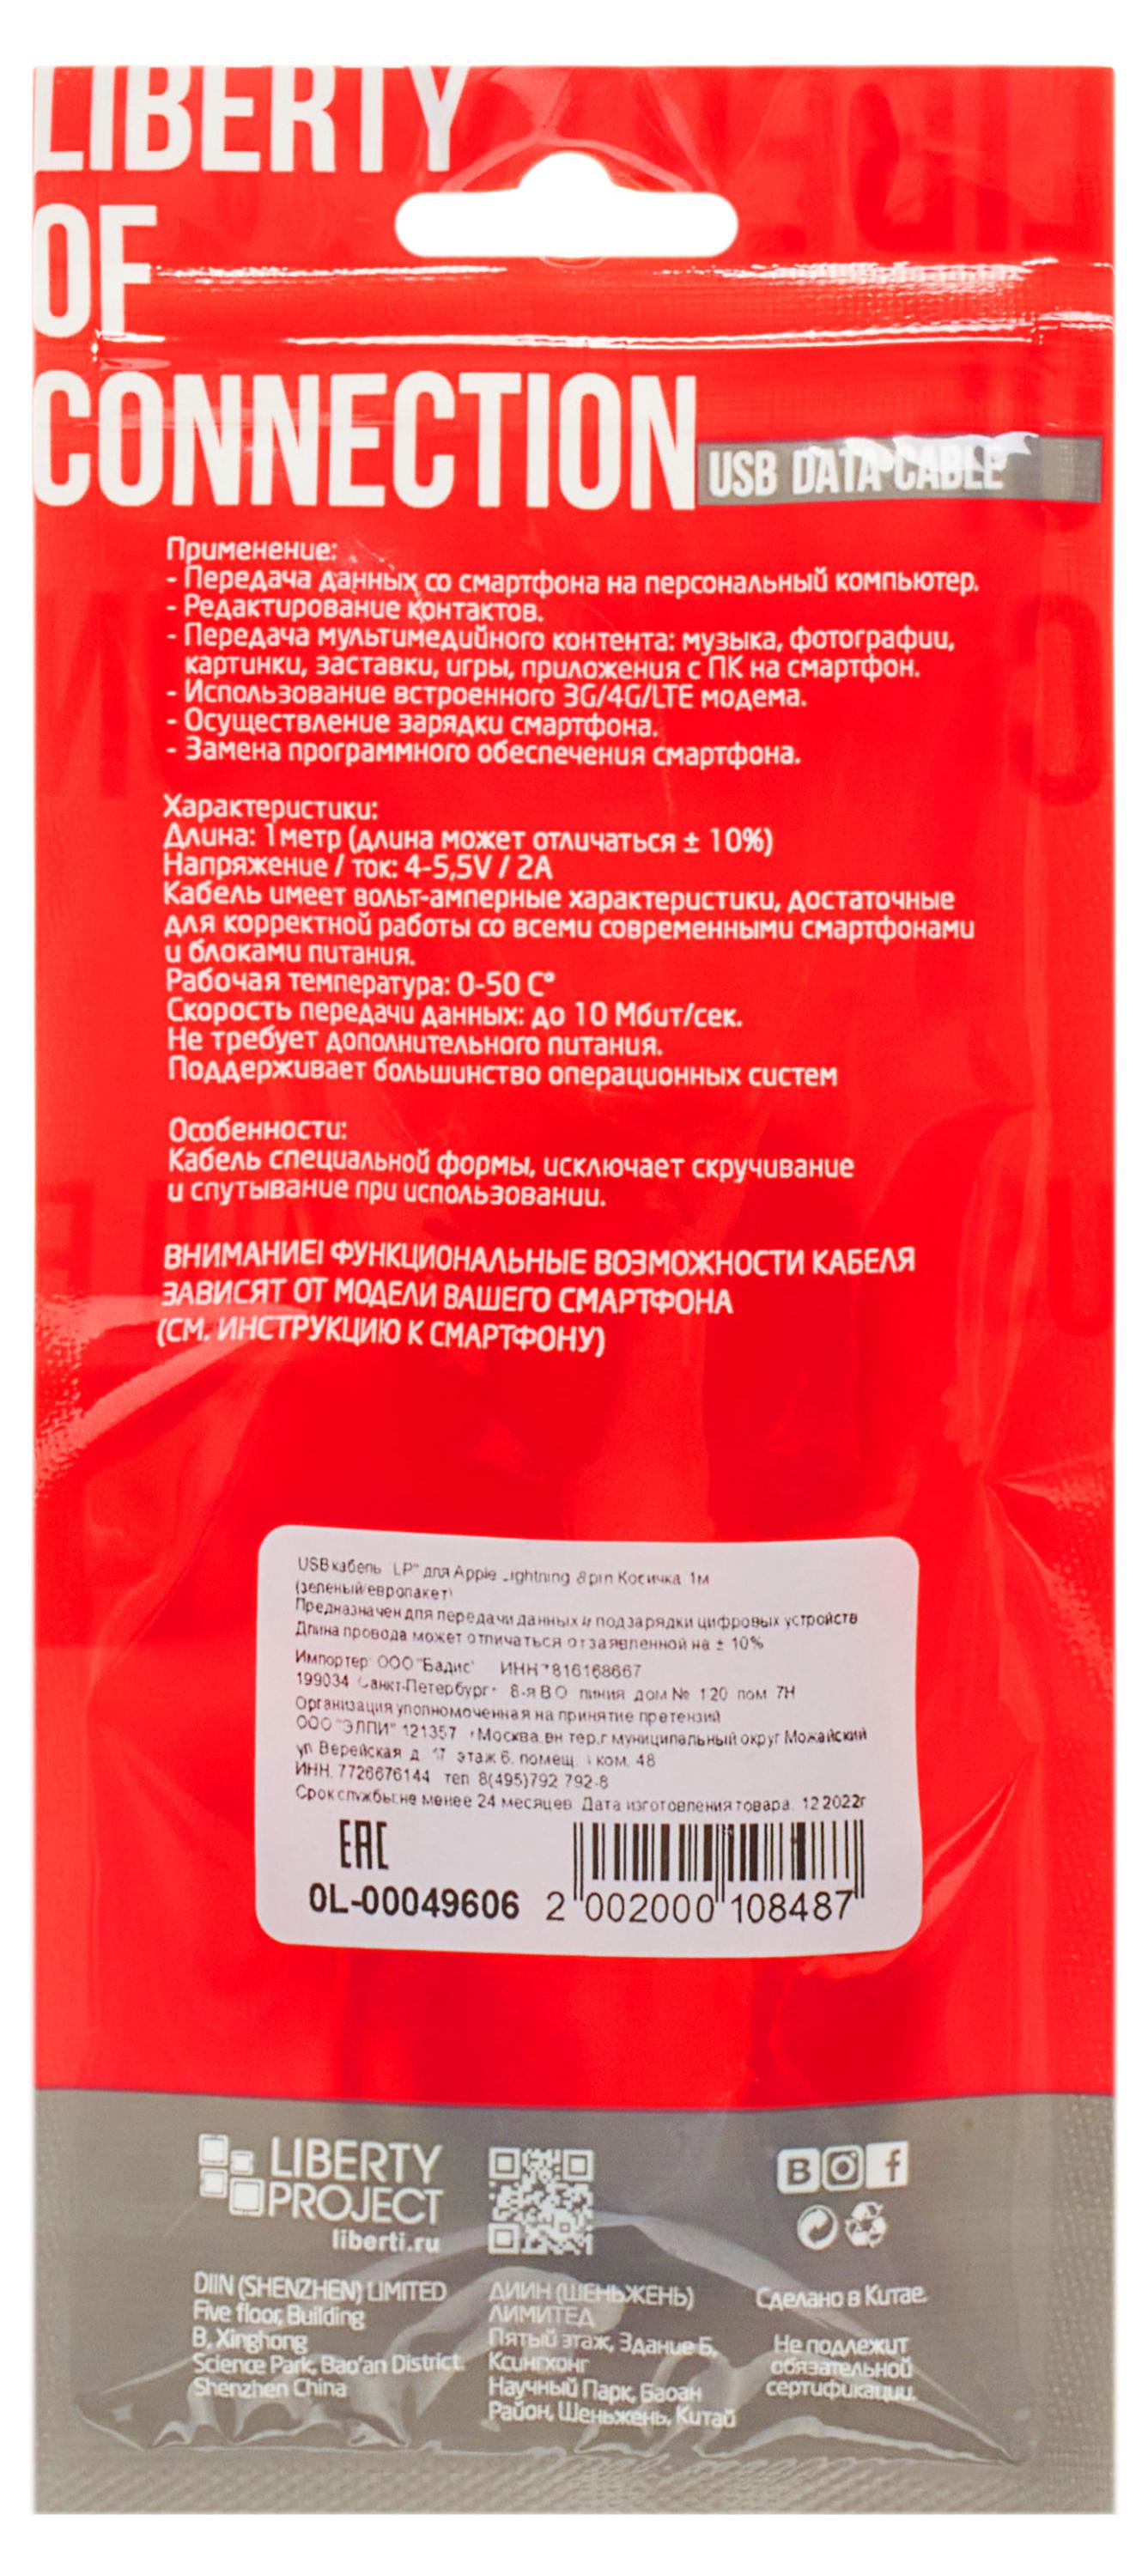 LIBERTY
OF
CONNECTION
USB DATA CABLE
Применение:
- Передача данных со смартфона на персональный компьютер.
- Редактирование контактов.
- Передача мультимедийного контента: музыка, фотографии,
картинки, заставки, игры, приложения с ПК на смартфон.
- Использование встроенного 3G/4G/LTE модема.
- Осуществление зарядки смартфона.
- Замена программного обеспечения смартфона.
Характеристики:
Длина: 1метр (длина может отличаться ± 10%)
Напряжение / ток: 4-5,5V / 2A
Кабель имеет вольт-амперные характеристики, достаточные
для корректной работы со всеми современными смартфонами
и блоками питания.
Рабочая температура: 0-50 C°
Скорость передачи данных: до 10 Мбит/сек.
Не требует дополнительного питания.
Поддерживает большинство операционных систем
Особенности:
Кабель специальной формы, исключает скручивание
и спутывание при использовании.
ВНИМАНИЕ! ФУНКЦИОНАЛЬНЫЕ ВОЗМОЖНОСТИ КАБЕЛЯ
ЗАВИСЯТ ОТ МОДЕЛИ ВАШЕГО СМАРТФОНА
(СМ. ИНСТРУКЦИЮ К СМАРТФОНУ)
USB кабель "LP" для Apple Lightning 8pin Косичка 1м
(зеленый/европакет)
Предназначен для передачи данных и подзарядки цифровых устройств
Длина провода может отличаться от заявленной на ± 10%
Импортер: ООО "Бадис" ИНН 7816168667
199034 Санкт-Петербург г 8-я В О линия дом № 120 пом 7Н
Организация уполномоченная на принятие претензий
ООО "ЭЛПИ" 121357 г Москва вн тер.г муниципальный округ Можайский
ул Верейская д. 17 этаж 6, помещ. ком. 48
ИНН. 7726676144 тел 8(495)792 792-8
Срок службы: не менее 24 месяцев Дата изготовления товара. 12 2022г
EAC
0L-00049606
2 002000 108487
LIBERTY
PROJECT
liberti.ru
DIIN (SHENZHEN) LIMITED
Five floor, Building
B, Xinghong
Science Park, Bao'an District.
Shenzhen China
ДИИН (ШЕНЬЖЕНЬ)
ЛИМИТЕД
Пятый этаж, Здание Б,
Ксингхонг
Научный Парк, Баоан
Район, Шеньжень, Китай
B f
Сделано в Китае.
Не подлежит
обязательной
сертификации.